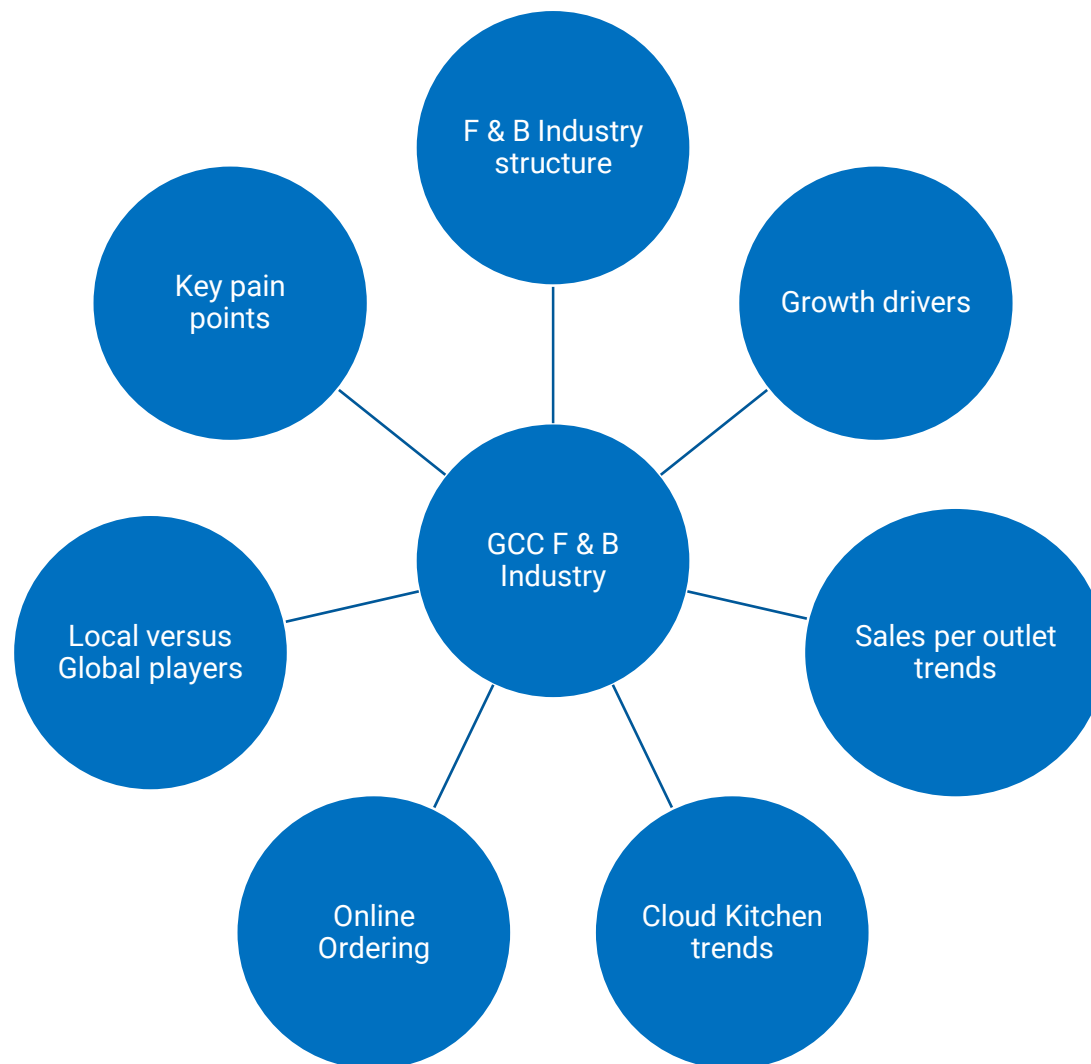 F & B Industry
structure
Growth drivers
Sales per outlet
trends
Cloud Kitchen
trends
Online
Ordering
Local versus
Global players
Key pain
points
GCC F & B
Industry